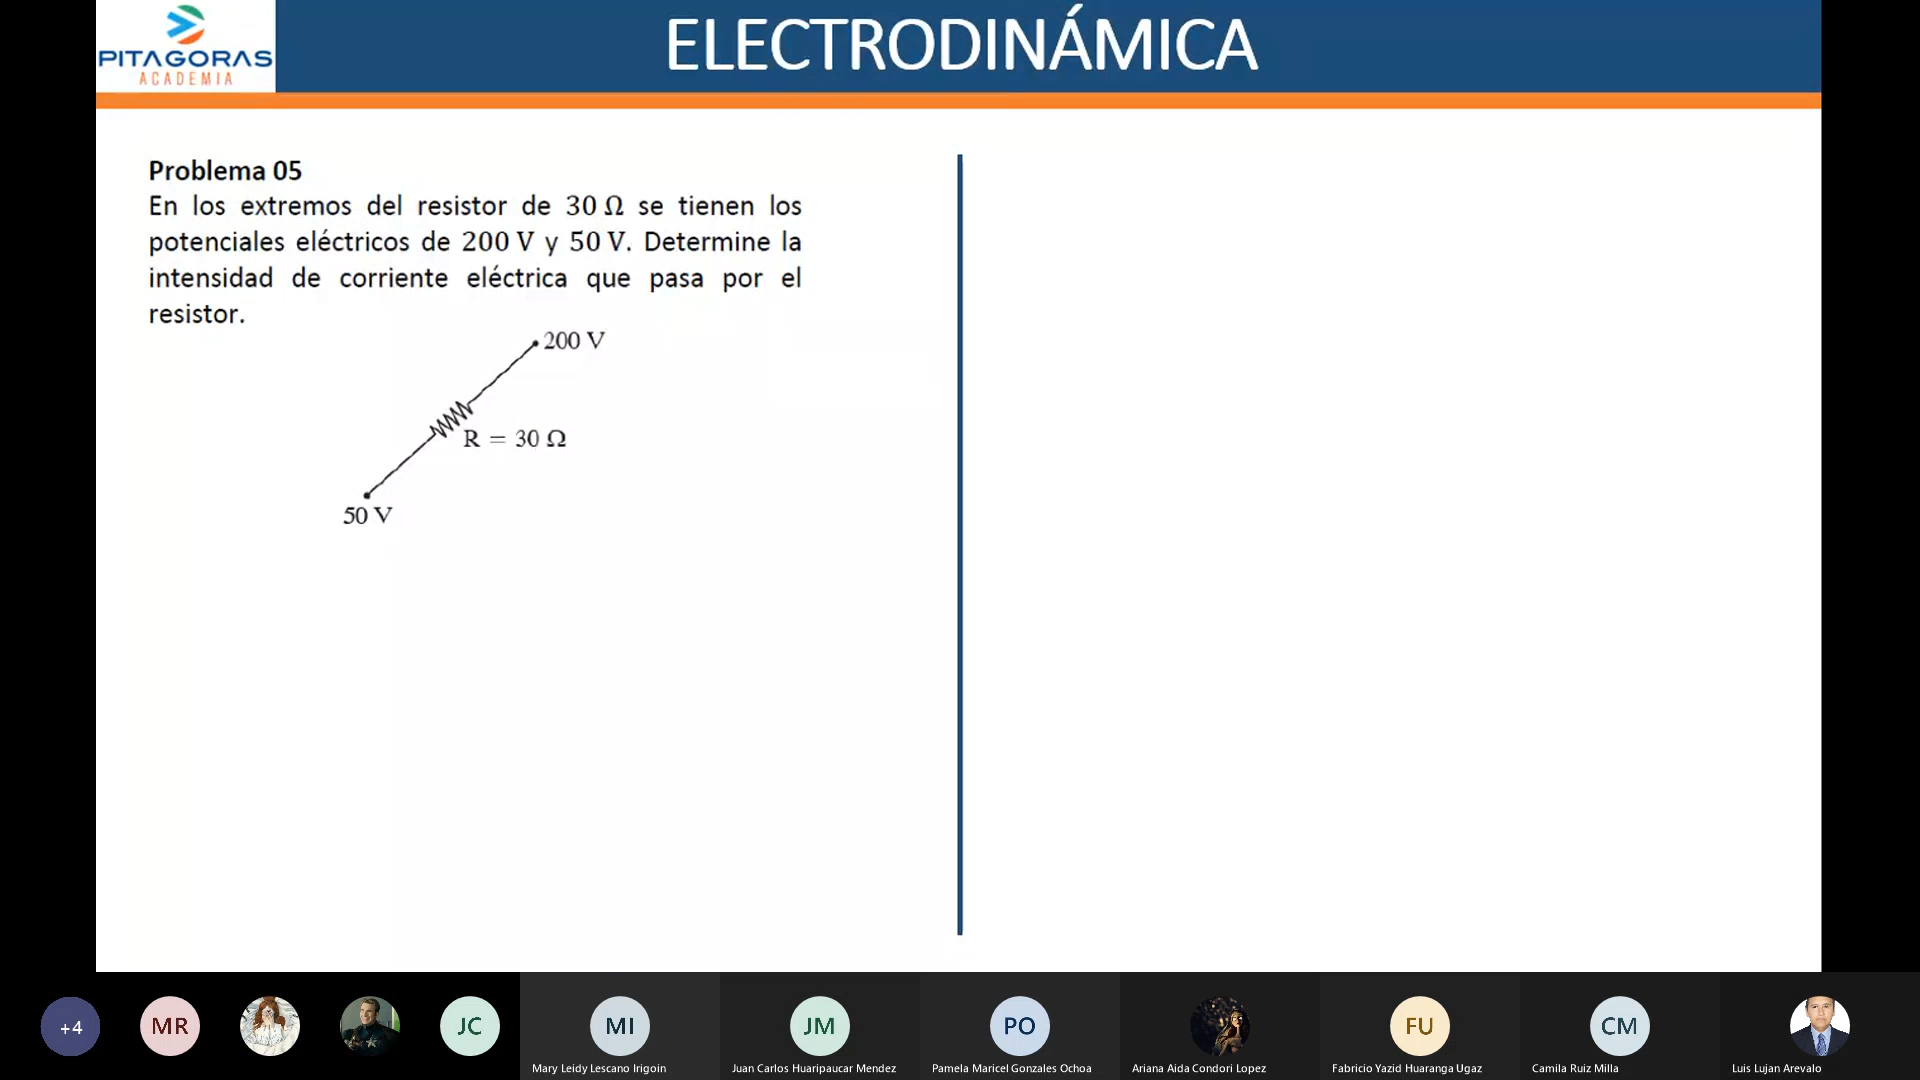 PITAGORAS
ACADEMIA
ELECTRODINÁMICA
Problema 05
En los extremos del resistor de 30 Ω se tienen los
potenciales eléctricos de 200 V y 50 V. Determine la
intensidad de corriente eléctrica que pasa por el
resistor.
200 V
R = 30 Ω
50 V
+4
MR
JC
MI
JM
PO
FU
CM
Mary Leidy Lescano Irigoin
Juan Carlos Huaripaucar Mendez
Pamela Maricel Gonzales Ochoa
Ariana Aida Condori Lopez
Fabricio Yazid Huaranga Ugaz
Camila Ruiz Milla
Luis Lujan Arevalo